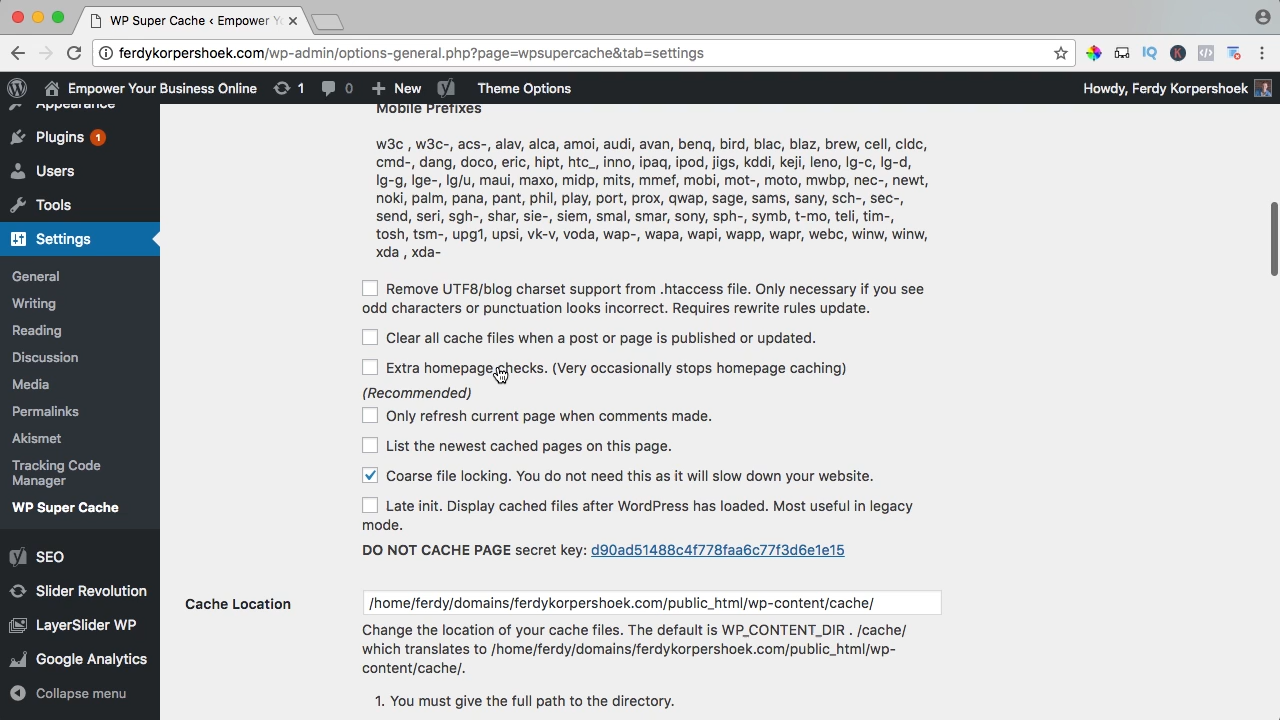 WP Super Cache ‹ Empower Yo
ferdykorpershoek.com/wp-admin/options-general.php?page=wpsupercache&tab=settings
Empower Your Business Online 1 0 New Theme Options Howdy, Ferdy Korpershoek
Appearance
Plugins 1
Users
Tools
Settings
General
Writing
Reading
Discussion
Media
Permalinks
Akismet
Tracking Code
Manager
WP Super Cache
SEO
Slider Revolution
LayerSlider WP
Google Analytics
Collapse menu
Mobile Prefixes
w3c , w3c-, acs-, alav, alca, amoi, audi, avan, benq, bird, blac, blaz, brew, cell, cldc,
cmd-, dang, doco, eric, hipt, htc_, inno, ipaq, ipod, jigs, kddi, keji, leno, lg-c, lg-d,
lg-g, lge-, lg/u, maui, maxo, midp, mits, mmef, mobi, mot-, moto, mwbp, nec-, newt,
noki, palm, pana, pant, phil, play, port, prox, qwap, sage, sams, sany, sch-, sec-,
send, seri, sgh-, shar, sie-, siem, smal, smar, sony, sph-, symb, t-mo, teli, tim-,
tosh, tsm-, upg1, upsi, vk-v, voda, wap-, wapa, wapi, wapp, wapr, webc, winw, winw,
xda , xda-
Remove UTF8/blog charset support from .htaccess file. Only necessary if you see
odd characters or punctuation looks incorrect. Requires rewrite rules update.
Clear all cache files when a post or page is published or updated.
Extra homepage checks. (Very occasionally stops homepage caching)
(Recommended)
Only refresh current page when comments made.
List the newest cached pages on this page.
Coarse file locking. You do not need this as it will slow down your website.
Late init. Display cached files after WordPress has loaded. Most useful in legacy
mode.
DO NOT CACHE PAGE secret key: d90ad51488c4f778faa6c77f3d6e1e15
Cache Location
/home/ferdy/domains/ferdykorpershoek.com/public_html/wp-content/cache/
Change the location of your cache files. The default is WP_CONTENT_DIR . /cache/
which translates to /home/ferdy/domains/ferdykorpershoek.com/public_html/wp-
content/cache/.
1. You must give the full path to the directory.